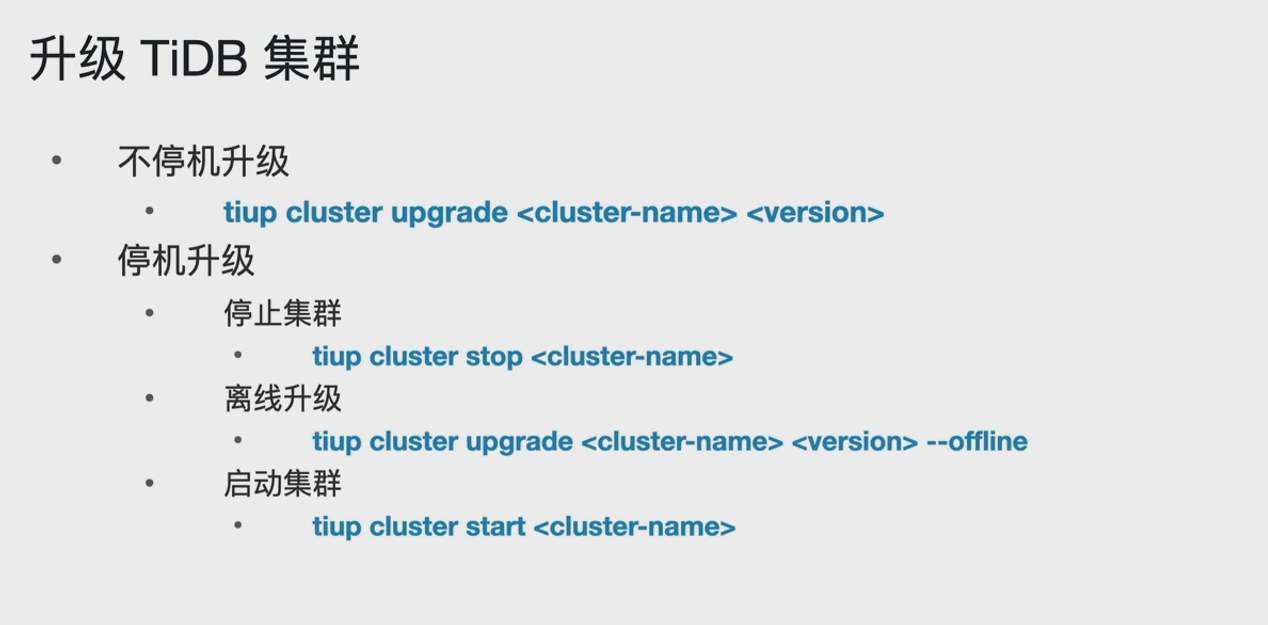 升级 TiDB 集群
• 不停机升级
• tiup cluster upgrade <cluster-name> <version>
• 停机升级
• 停止集群
• tiup cluster stop <cluster-name>
• 离线升级
• tiup cluster upgrade <cluster-name> <version> --offline
• 启动集群
• tiup cluster start <cluster-name>